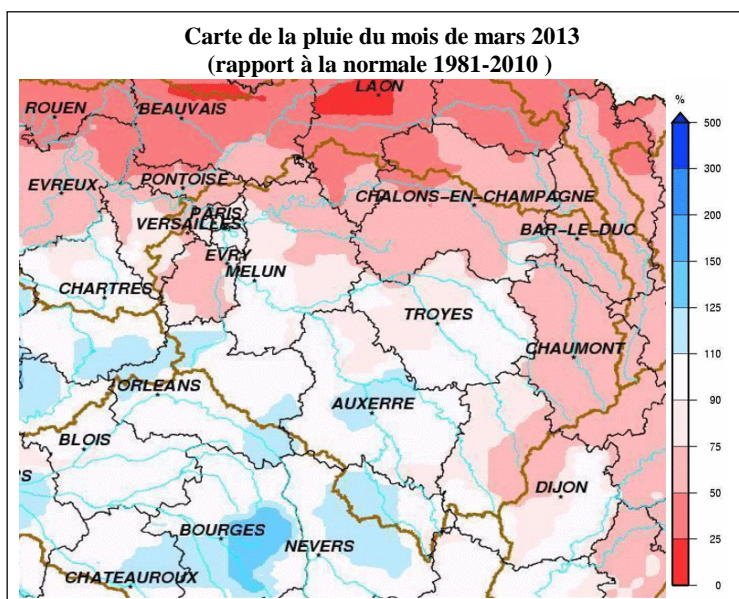 Carte de la pluie du mois de mars 2013
(rapport à la normale 1981-2010 )
LAON
ROUEN
BEAUVAIS
%
500
EVREUX
PONTOISE
300
CHALONS-EN-CHAMPAGNE
PARIS
VERSAILLES
200
BAR-LE-DUC
EVRY
MELUN
150
CHARTRES
125
TROYES
CHAUMONT
110
ORLEANS
90
AUXERRE
BLOIS
75
DIJON
50
BOURGES
NEVERS
25
CHATEAUROUX
0